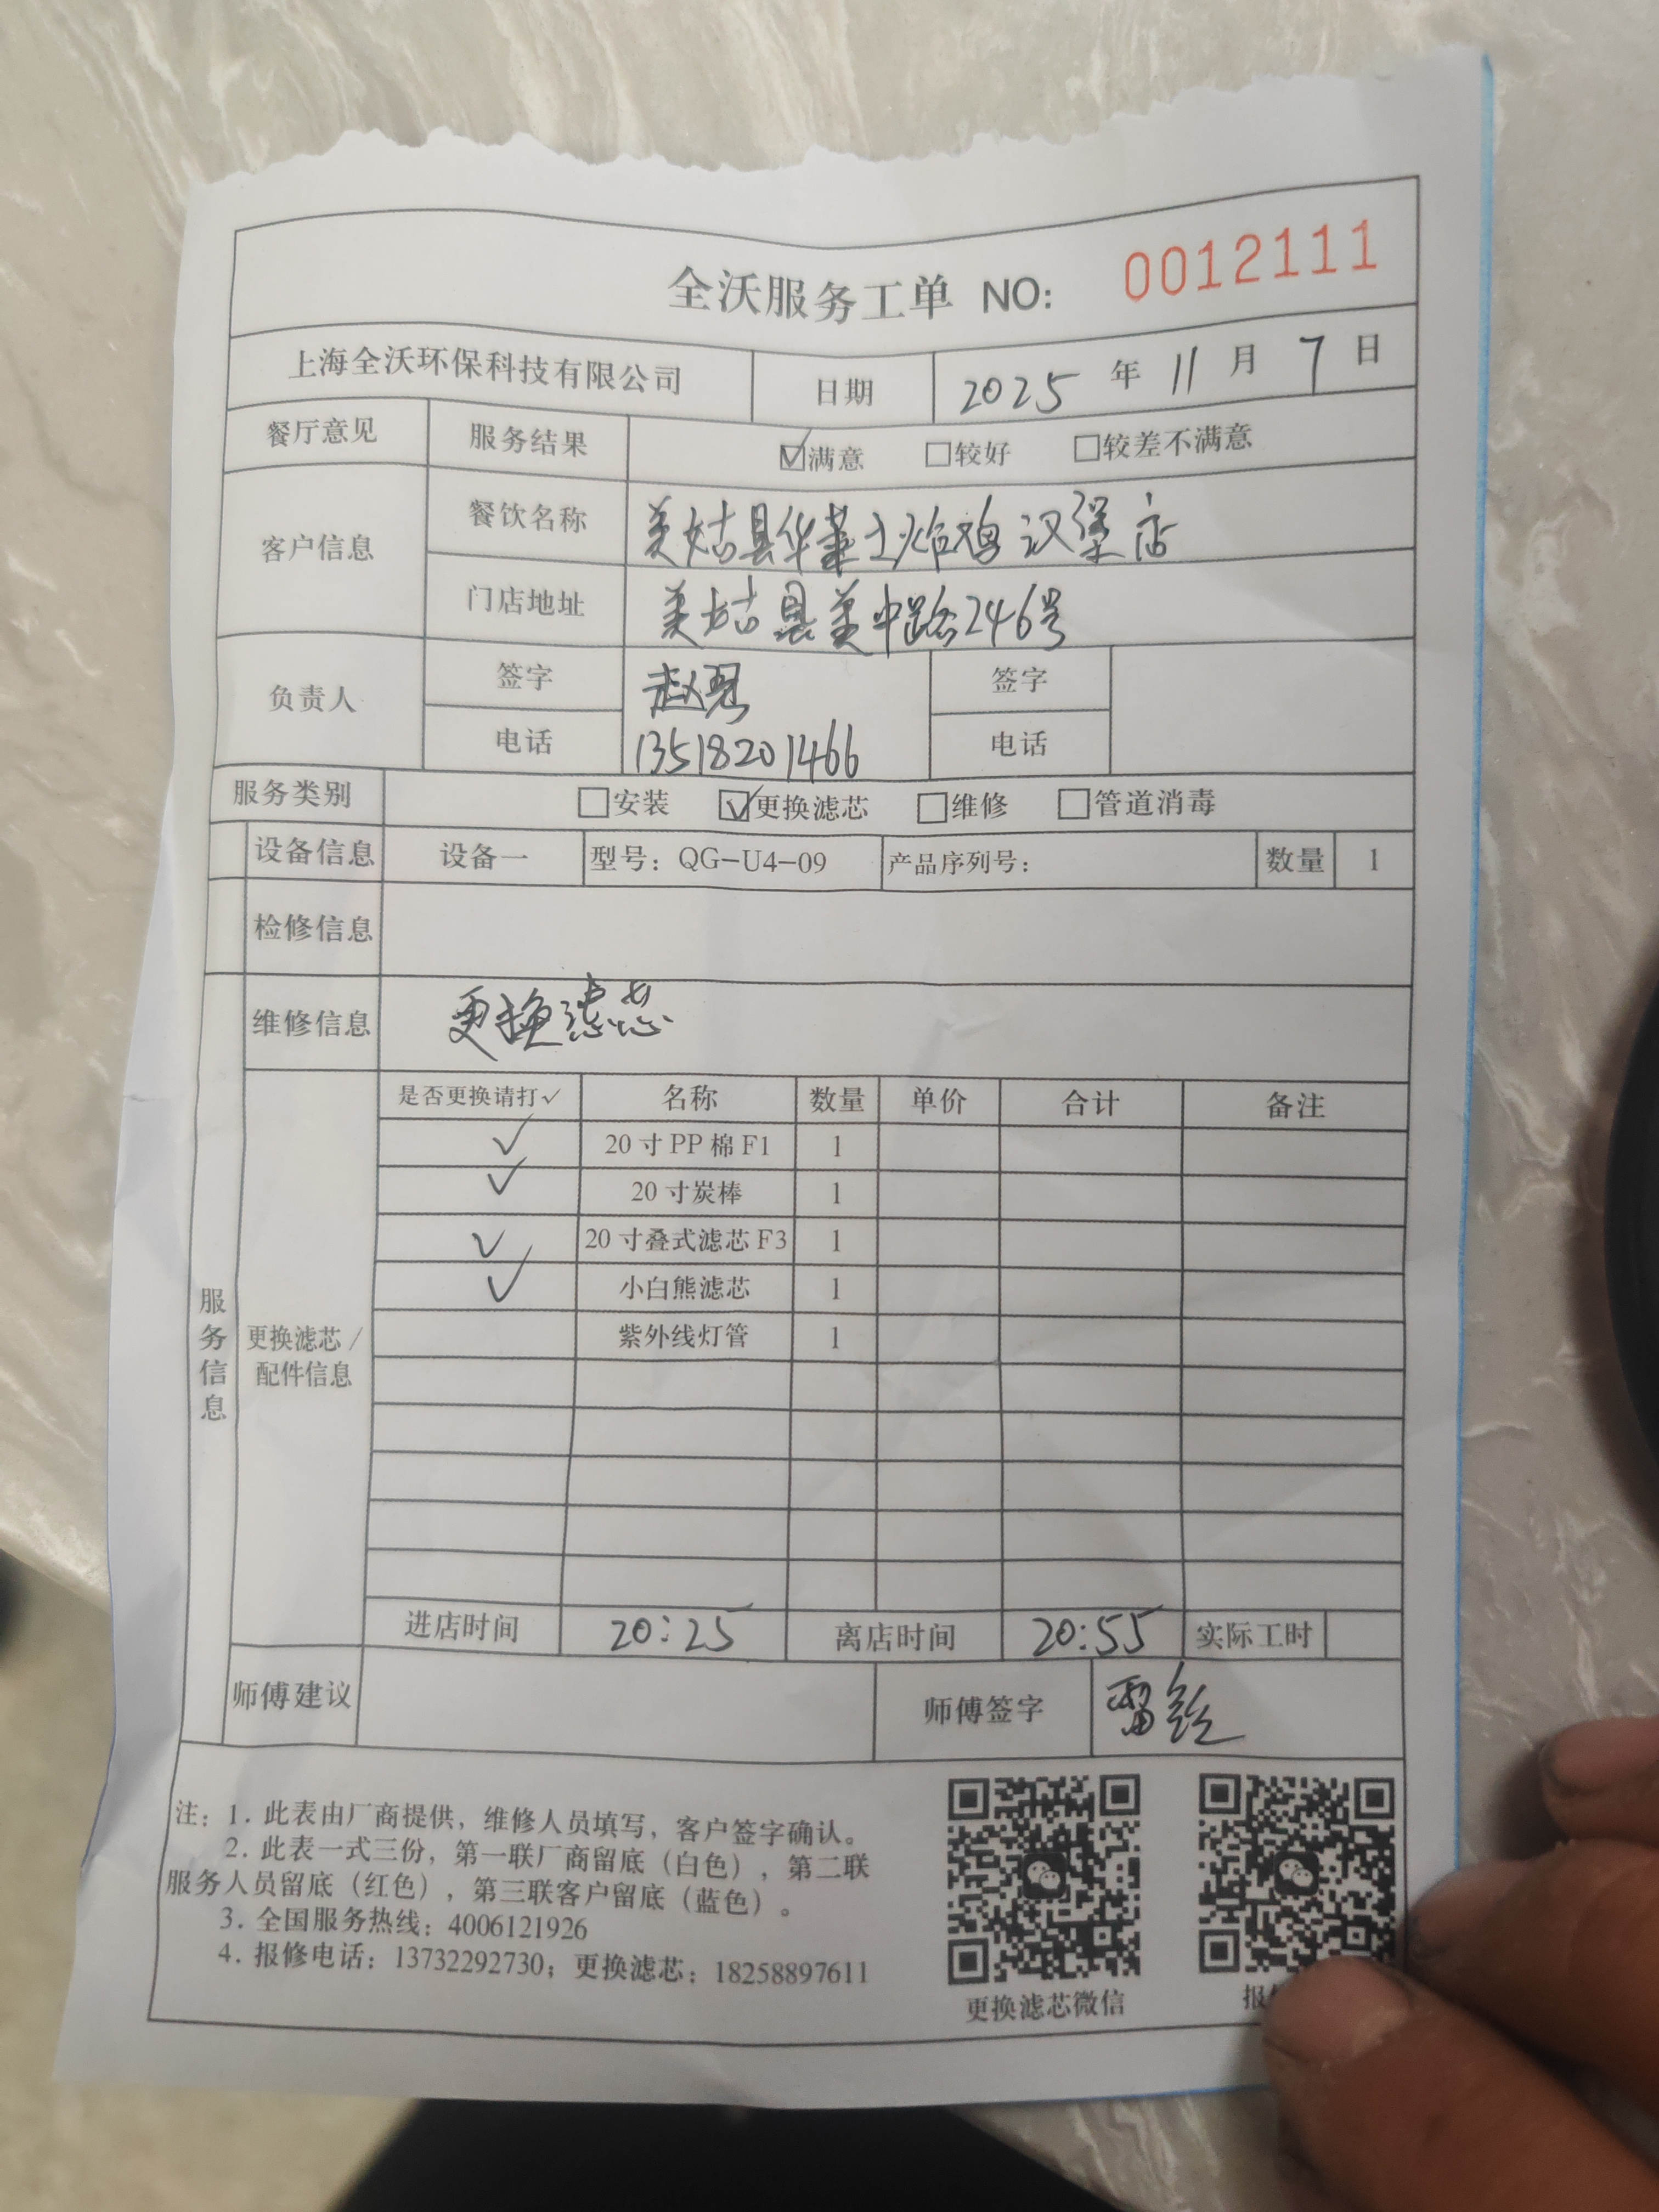 全沃服务工单 NO: 0012111
上海全沃环保科技有限公司 日期 2025 年 11 月 7 日
餐厅意见 服务结果 ☑满意 □较好 □较差不满意
客户信息 餐饮名称 美姑县华莱士炸鸡汉堡店
门店地址 美姑县美中路246号
负责人 签字 赵 签字
电话 13518201466 电话
服务类别 □安装 ☑更换滤芯 □维修 □管道消毒
设备信息 设备一 型号：QG-U4-09 产品序列号： 数量 1
检修信息
维修信息 更换滤芯
服务信息
更换滤芯/
配件信息
是否更换请打✓ 名称 数量 单价 合计 备注
✓ 20寸PP棉F1 1
✓ 20寸炭棒 1
✓ 20寸叠式滤芯F3 1
✓ 小白熊滤芯 1
紫外线灯管 1
进店时间 20:25 离店时间 20:55 实际工时
师傅建议 师傅签字 雷
注：1. 此表由厂商提供，维修人员填写，客户签字确认。
2. 此表一式三份，第一联厂商留底（白色），第二联
服务人员留底（红色），第三联客户留底（蓝色）。
3. 全国服务热线：4006121926
4. 报修电话：13732292730；更换滤芯：18258897611
更换滤芯微信
报